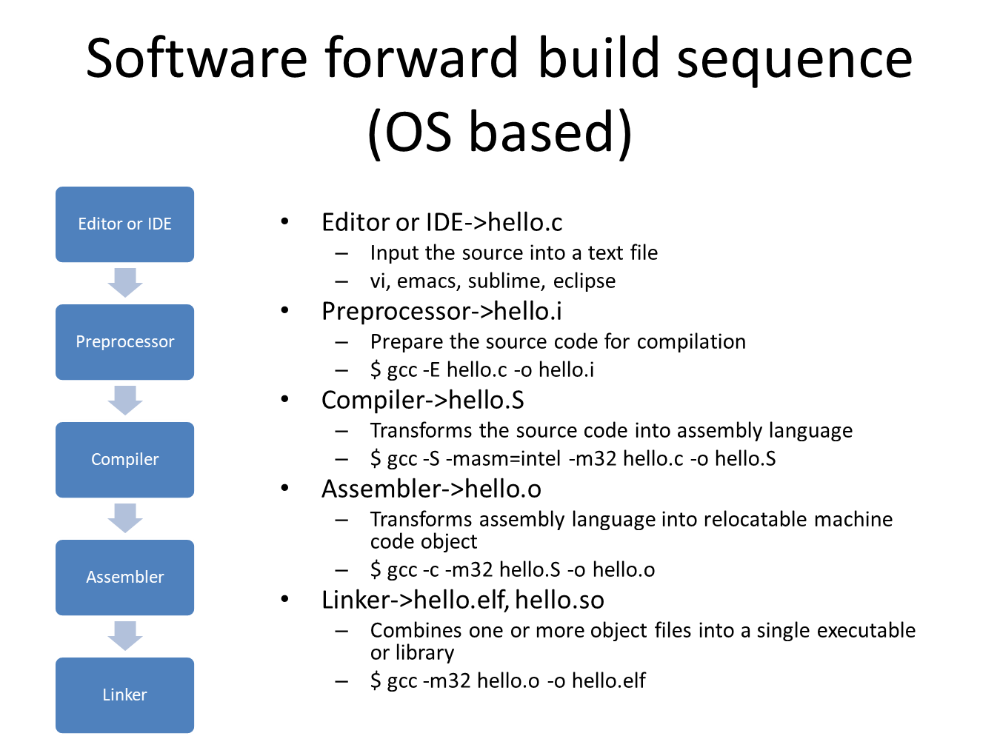 Software forward build sequence
(OS based)
Editor or IDE
Preprocessor
Compiler
Assembler
Linker
• Editor or IDE->hello.c
– Input the source into a text file
– vi, emacs, sublime, eclipse
• Preprocessor->hello.i
– Prepare the source code for compilation
– $ gcc -E hello.c -o hello.i
• Compiler->hello.S
– Transforms the source code into assembly language
– $ gcc -S -masm=intel -m32 hello.c -o hello.S
• Assembler->hello.o
– Transforms assembly language into relocatable machine
code object
– $ gcc -c -m32 hello.S -o hello.o
• Linker->hello.elf, hello.so
– Combines one or more object files into a single executable
or library
– $ gcc -m32 hello.o -o hello.elf